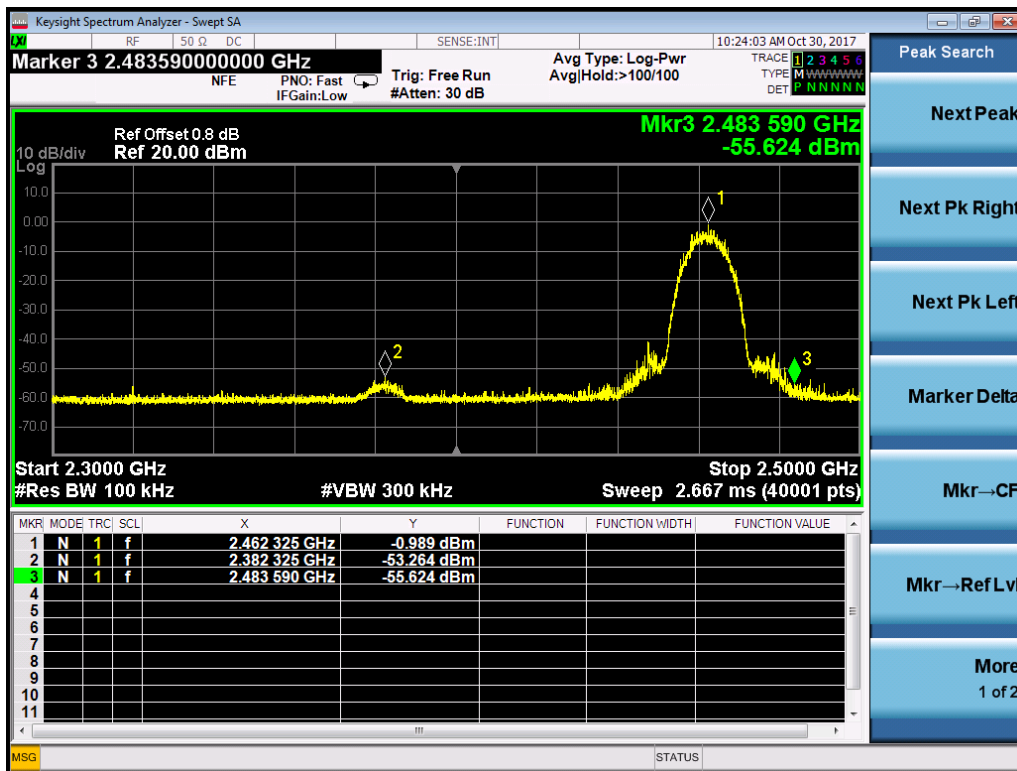 Keysight Spectrum Analyzer - Swept SA
LXI RF 50 Ω DC SENSE:INT 10:24:03 AM Oct 30, 2017
Marker 3 2.483590000000 GHz
NFE PNO: Fast IFGain:Low
Trig: Free Run
#Atten: 30 dB
Avg Type: Log-Pwr
Avg|Hold:>100/100
TRACE 1 2 3 4 5 6
TYPE M WWWWW
DET P N N N N N
Mkr3 2.483 590 GHz
-55.624 dBm
Ref Offset 0.8 dB
10 dB/div Ref 20.00 dBm
Log
10.0
0.00
-10.0
-20.0
-30.0
-40.0
-50.0
-60.0
-70.0
1
2
3
Start 2.3000 GHz Stop 2.5000 GHz
#Res BW 100 kHz #VBW 300 kHz Sweep 2.667 ms (40001 pts)
MKR MODE TRC SCL X Y FUNCTION FUNCTION WIDTH FUNCTION VALUE
1 N 1 f 2.462 325 GHz -0.989 dBm
2 N 1 f 2.382 325 GHz -53.264 dBm
3 N 1 f 2.483 590 GHz -55.624 dBm
4
5
6
7
8
9
10
11
MSG STATUS
Peak Search
Next Peak
Next Pk Right
Next Pk Left
Marker Delta
Mkr→CF
Mkr→Ref Lvl
More
1 of 2